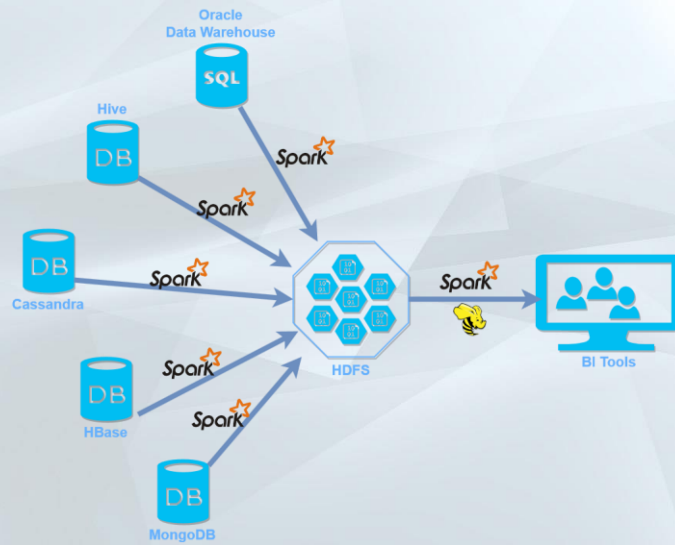 Oracle
Data Warehouse
SQL
Hive
DB
Spark
Spark
DB
Cassandra
Spark
Spark
BI Tools
HDFS
Spark
DB
HBase
Spark
DB
MongoDB